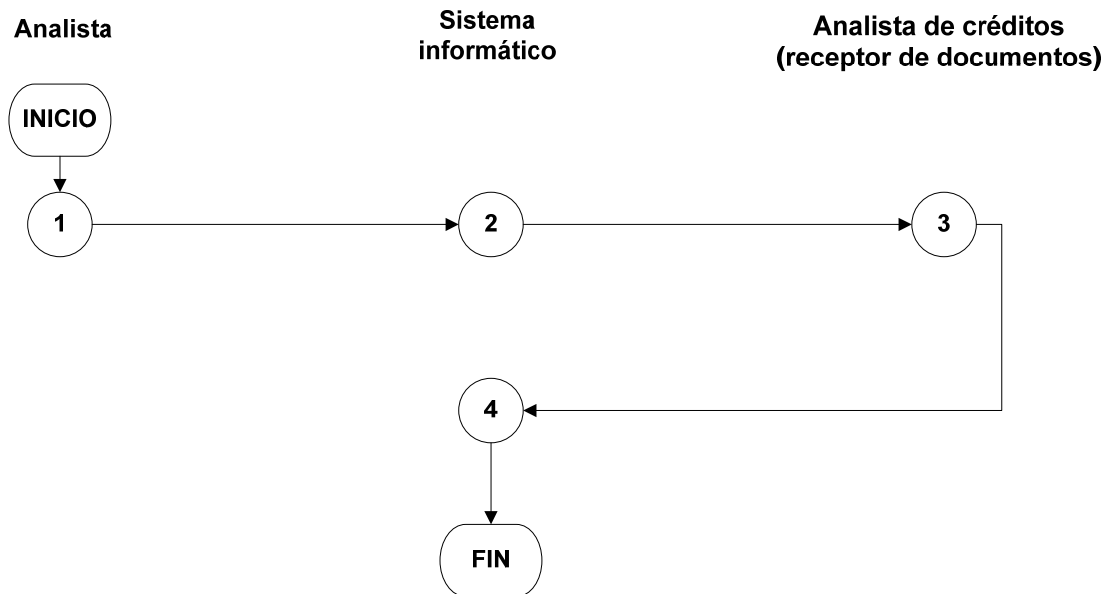 Analista
Sistema
informático
Analista de créditos
(receptor de documentos)
INICIO
1
2
3
4
FIN